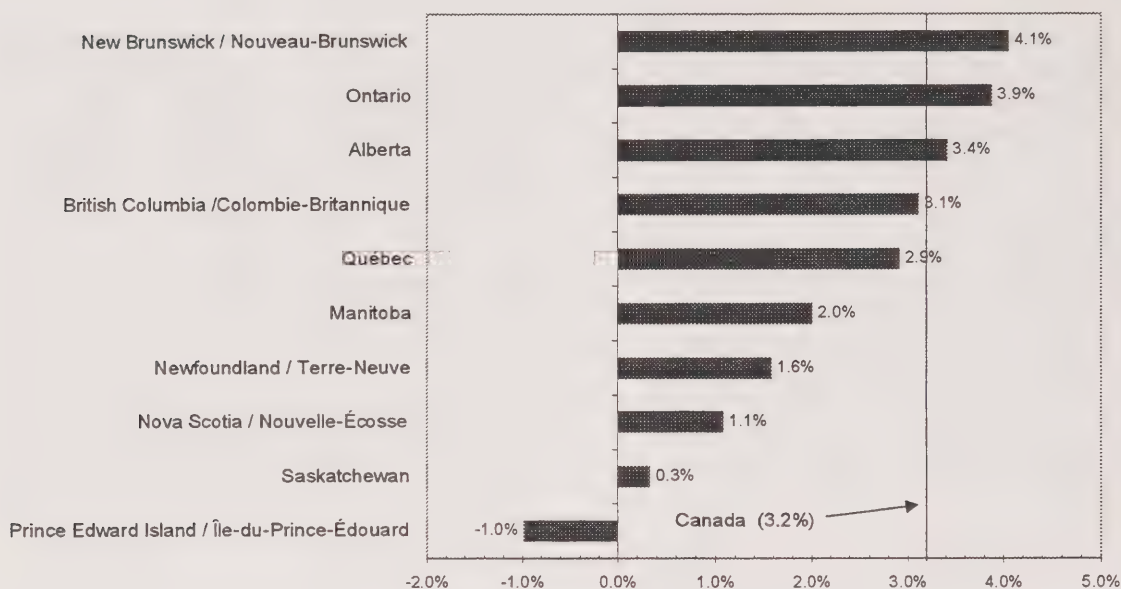 New Brunswick / Nouveau-Brunswick 4.1%
Ontario 3.9%
Alberta 3.4%
British Columbia /Colombie-Britannique 3.1%
Québec 2.9%
Manitoba 2.0%
Newfoundland / Terre-Neuve 1.6%
Nova Scotia / Nouvelle-Écosse 1.1%
Saskatchewan 0.3%
Canada (3.2%)
Prince Edward Island / Île-du-Prince-Édouard -1.0%
-2.0% -1.0% 0.0% 1.0% 2.0% 3.0% 4.0% 5.0%